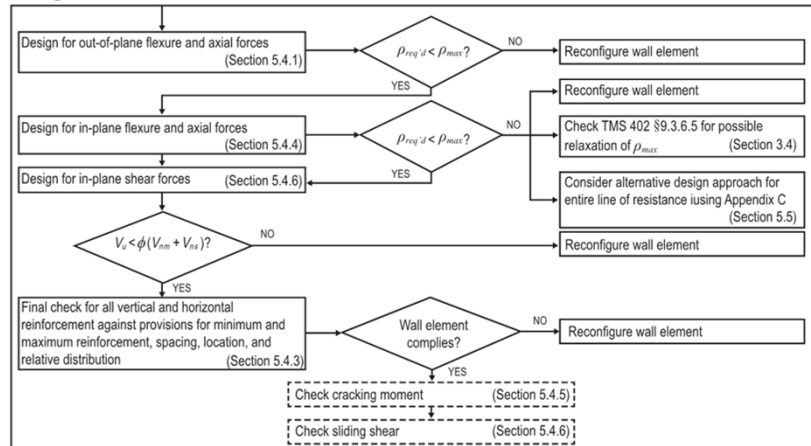 Design for out-of-plane flexure and axial forces
(Section 5.4.1)
ρreq'd < ρmax?
NO
Reconfigure wall element
YES
Reconfigure wall element
Design for in-plane flexure and axial forces
(Section 5.4.4)
ρreq'd < ρmax?
NO
Check TMS 402 §9.3.6.5 for possible
relaxation of ρmax (Section 3.4)
YES
Design for in-plane shear forces (Section 5.4.6)
Consider alternative design approach for
entire line of resistance iusing Appendix C
(Section 5.5)
Vu < ϕ(Vnm + Vns)?
NO
Reconfigure wall element
YES
Final check for all vertical and horizontal
reinforcement against provisions for minimum and
maximum reinforcement, spacing, location, and
relative distribution (Section 5.4.3)
Wall element
complies?
NO
Reconfigure wall element
YES
Check cracking moment (Section 5.4.5)
Check sliding shear (Section 5.4.6)